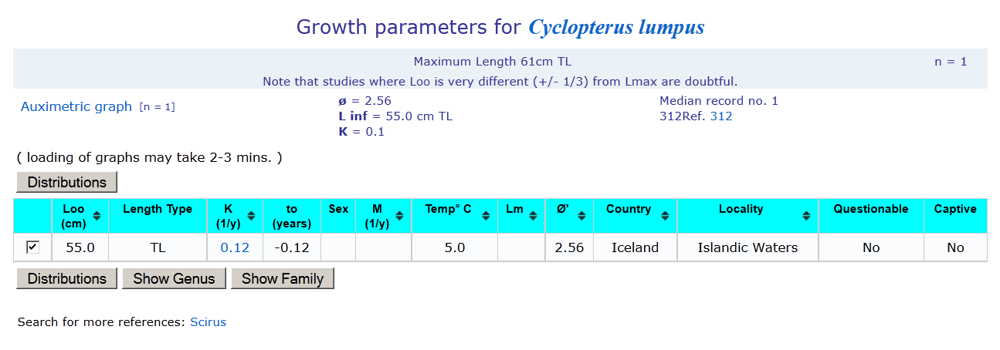 Growth parameters for Cyclopterus lumpus
Maximum Length 61cm TL n = 1
Note that studies where Loo is very different (+/- 1/3) from Lmax are doubtful.
Auximetric graph [n = 1]
ø = 2.56
L inf = 55.0 cm TL
K = 0.1
Median record no. 1
312Ref. 312
( loading of graphs may take 2-3 mins. )
Distributions
Loo (cm) Length Type K (1/y) to (years) Sex M (1/y) Temp° C Lm Ø' Country Locality Questionable Captive
55.0 TL 0.12 -0.12 5.0 2.56 Iceland Islandic Waters No No
Distributions Show Genus Show Family
Search for more references: Scirus